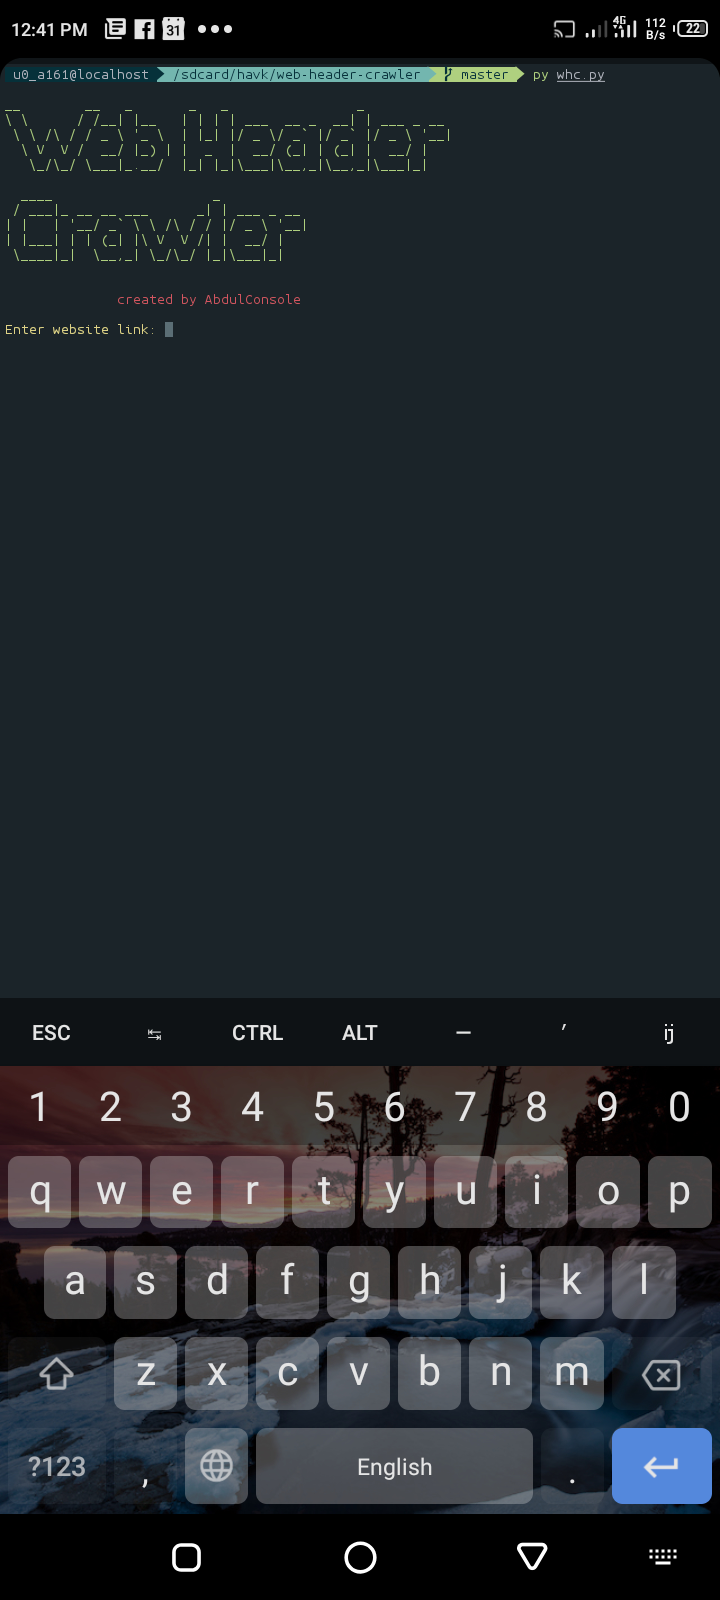 12:41 PM 31 4G 112 B/s 22
u0_a161@localhost /sdcard/havk/web-header-crawler master py whc.py
Web Header
Crawler
created by AbdulConsole
Enter website link:
ESC ↹ CTRL ALT — ′ ij
1 2 3 4 5 6 7 8 9 0
q w e r t y u i o p
a s d f g h j k l
z x c v b n m
?123 , English .